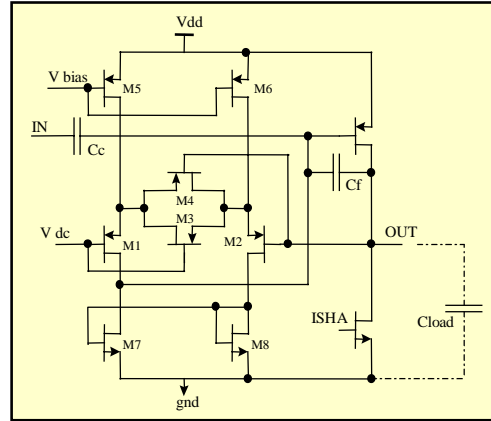 Vdd
V bias
M5
M6
IN
Cc
Cf
M4
M3
V dc
M1
M2
OUT
ISHA
Cload
M7
M8
gnd